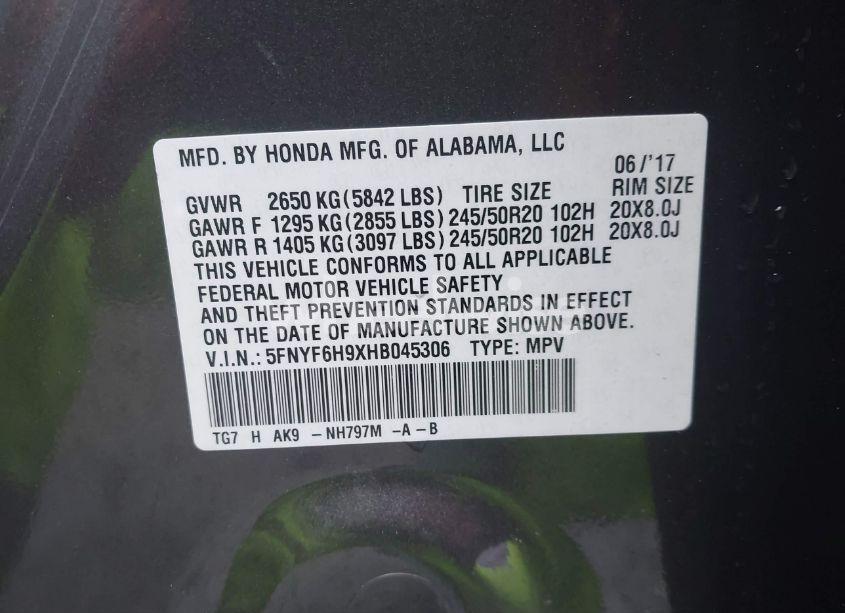 MFD. BY HONDA MFG. OF ALABAMA, LLC
06/'17
GVWR 2650 KG(5842 LBS) TIRE SIZE RIM SIZE
GAWR F 1295 KG(2855 LBS) 245/50R20 102H 20X8.0J
GAWR R 1405 KG(3097 LBS) 245/50R20 102H 20X8.0J
THIS VEHICLE CONFORMS TO ALL APPLICABLE
FEDERAL MOTOR VEHICLE SAFETY
AND THEFT PREVENTION STANDARDS IN EFFECT
ON THE DATE OF MANUFACTURE SHOWN ABOVE.
V.I.N.: 5FNYF6H9XHB045306 TYPE: MPV
TG7 H AK9 -NH797M -A-B